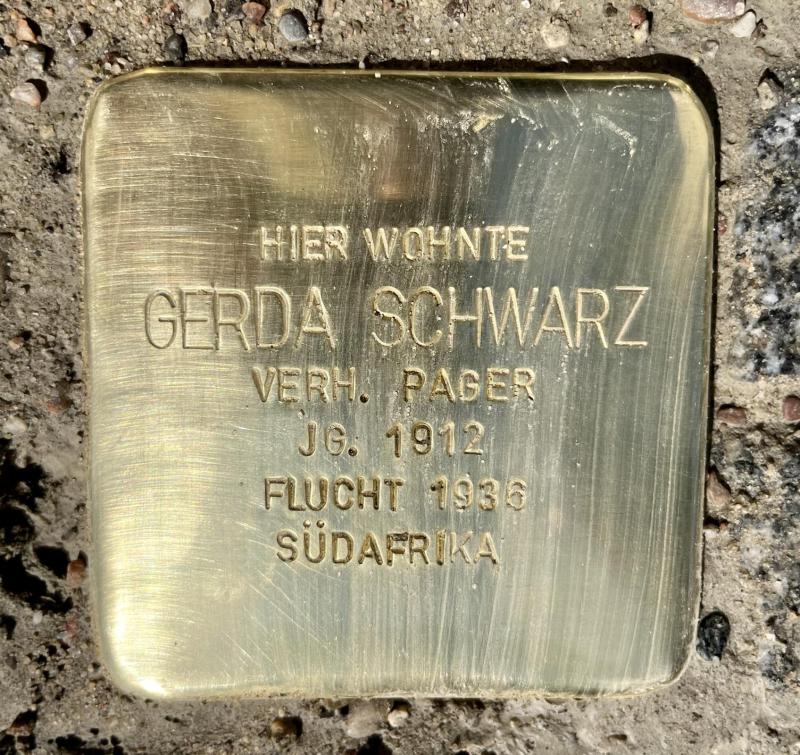 HIER WOHNTE
GERDA SCHWARZ
VERH. PAGER
JG. 1912
FLUCHT 1936
SÜDAFRIKA